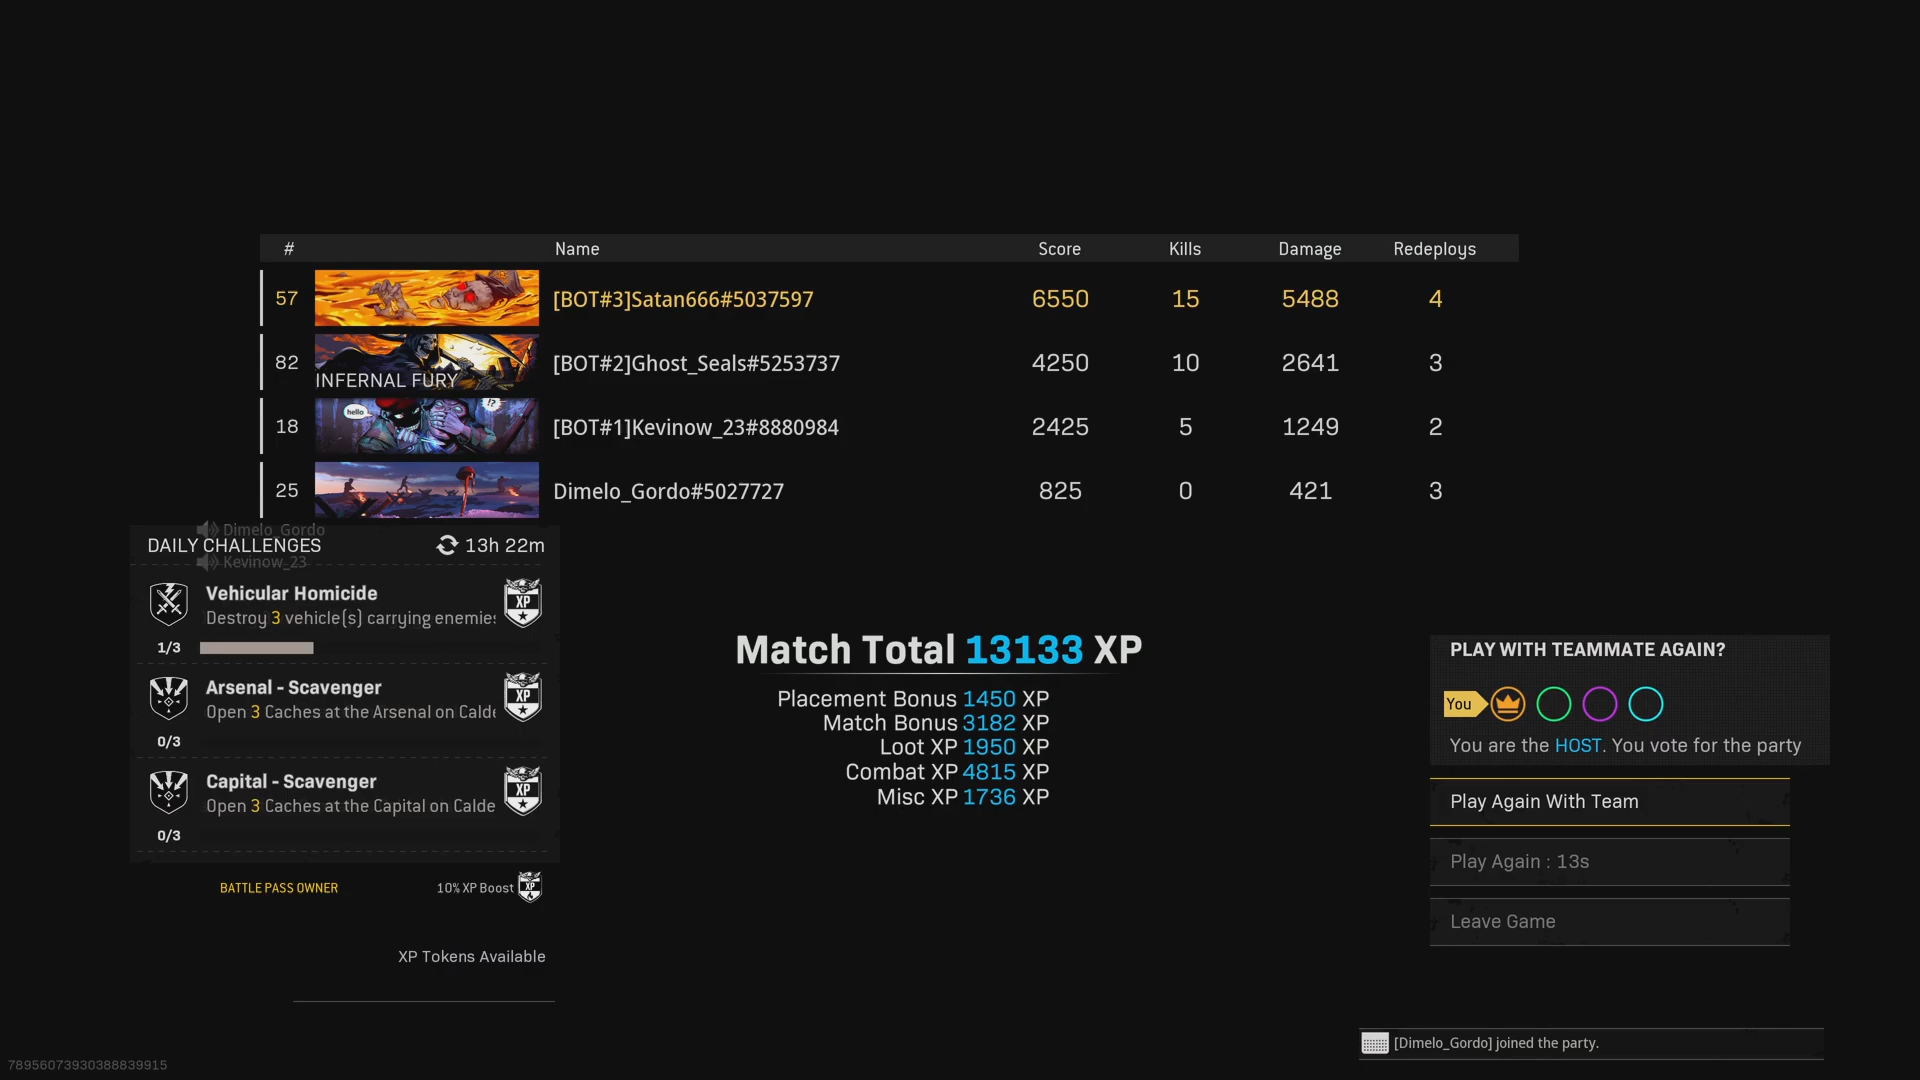 # Name Score Kills Damage Redeploys
57 [BOT#3]Satan666#5037597 6550 15 5488 4
82 INFERNAL FURY [BOT#2]Ghost_Seals#5253737 4250 10 2641 3
18 hello !? [BOT#1]Kevinow_23#8880984 2425 5 1249 2
25 Dimelo_Gordo#5027727 825 0 421 3
Dimelo_Gordo
DAILY CHALLENGES 13h 22m
Kevinow_23
Vehicular Homicide XP
Destroy 3 vehicle(s) carrying enemies
1/3
Arsenal - Scavenger XP
Open 3 Caches at the Arsenal on Calde
0/3
Capital - Scavenger XP
Open 3 Caches at the Capital on Calde
0/3
BATTLE PASS OWNER 10% XP Boost XP
XP Tokens Available
Match Total 13133 XP
Placement Bonus 1450 XP
Match Bonus 3182 XP
Loot XP 1950 XP
Combat XP 4815 XP
Misc XP 1736 XP
PLAY WITH TEAMMATE AGAIN?
You
You are the HOST. You vote for the party
Play Again With Team
Play Again : 13s
Leave Game
[Dimelo_Gordo] joined the party.
78956073930388839915